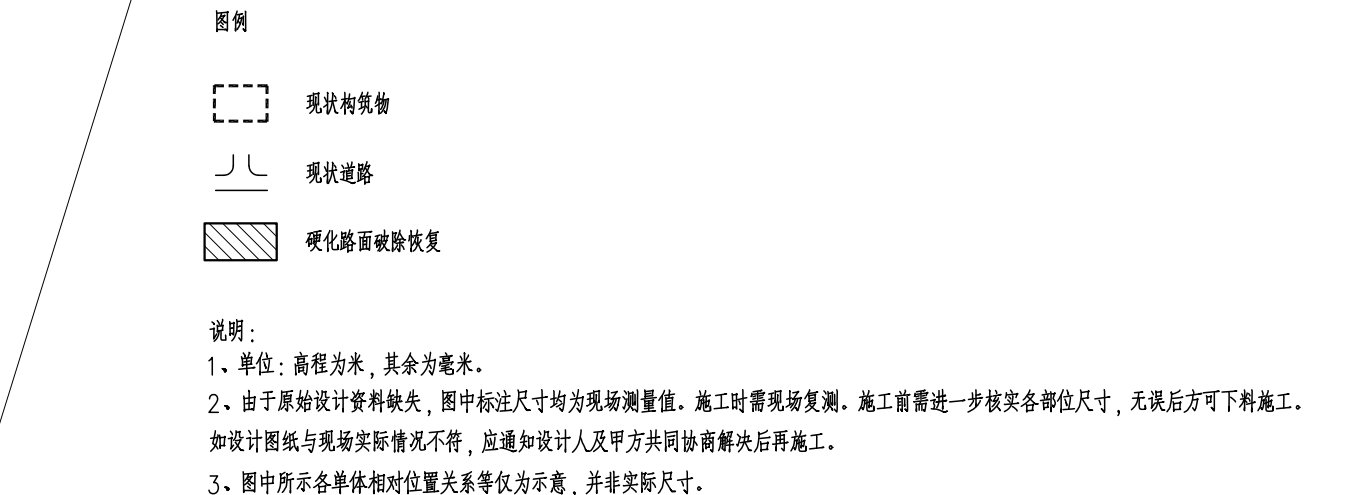 图例
现状构筑物
现状道路
硬化路面破除恢复
说明：
1、单位：高程为米，其余为毫米。
2、由于原始设计资料缺失，图中标注尺寸均为现场测量值。施工时需现场复测。施工前需进一步核实各部位尺寸，无误后方可下料施工。
如设计图纸与现场实际情况不符，应通知设计人及甲方共同协商解决后再施工。
3、图中所示各单体相对位置关系等仅为示意，并非实际尺寸。